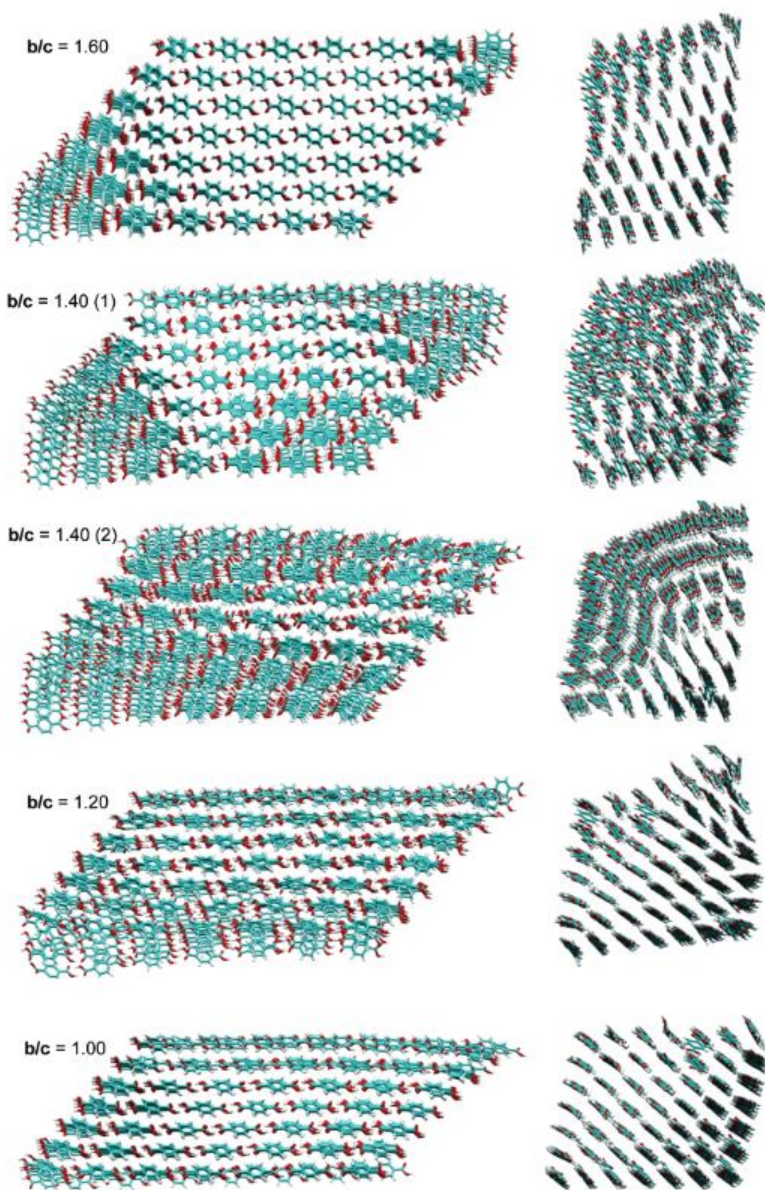 b/c = 1.60
b/c = 1.40 (1)
b/c = 1.40 (2)
b/c = 1.20
b/c = 1.00